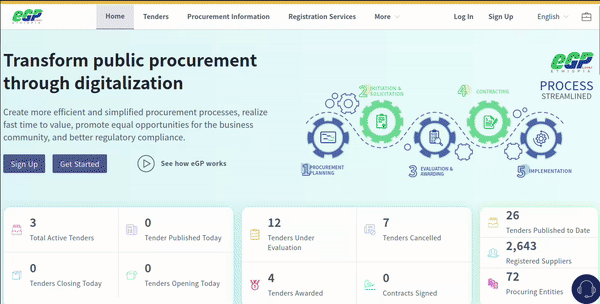 eGP
ETHIOPIA
Home
Tenders
Procurement Information
Registration Services
More
Log In
Sign Up
English
Transform public procurement
through digitalization
Create more efficient and simplified procurement processes, realize
fast time to value, promote equal opportunities for the business
community, and better regulatory compliance.
Sign Up
Get Started
See how eGP works
eGP
ETHIOPIA
PROCESS
STREAMLINED
1 PROCUREMENT
PLANNING
2 INITIATION &
SOLICITATION
3 EVALUATION &
AWARDING
4 CONTRACTING
5 IMPLEMENTATION
3
Total Active Tenders
0
Tender Published Today
0
Tenders Closing Today
0
Tenders Opening Today
12
Tenders Under
Evaluation
7
Tenders Cancelled
4
Tenders Awarded
0
Contracts Signed
26
Tenders Published to Date
2,643
Registered Suppliers
72
Procuring Entities